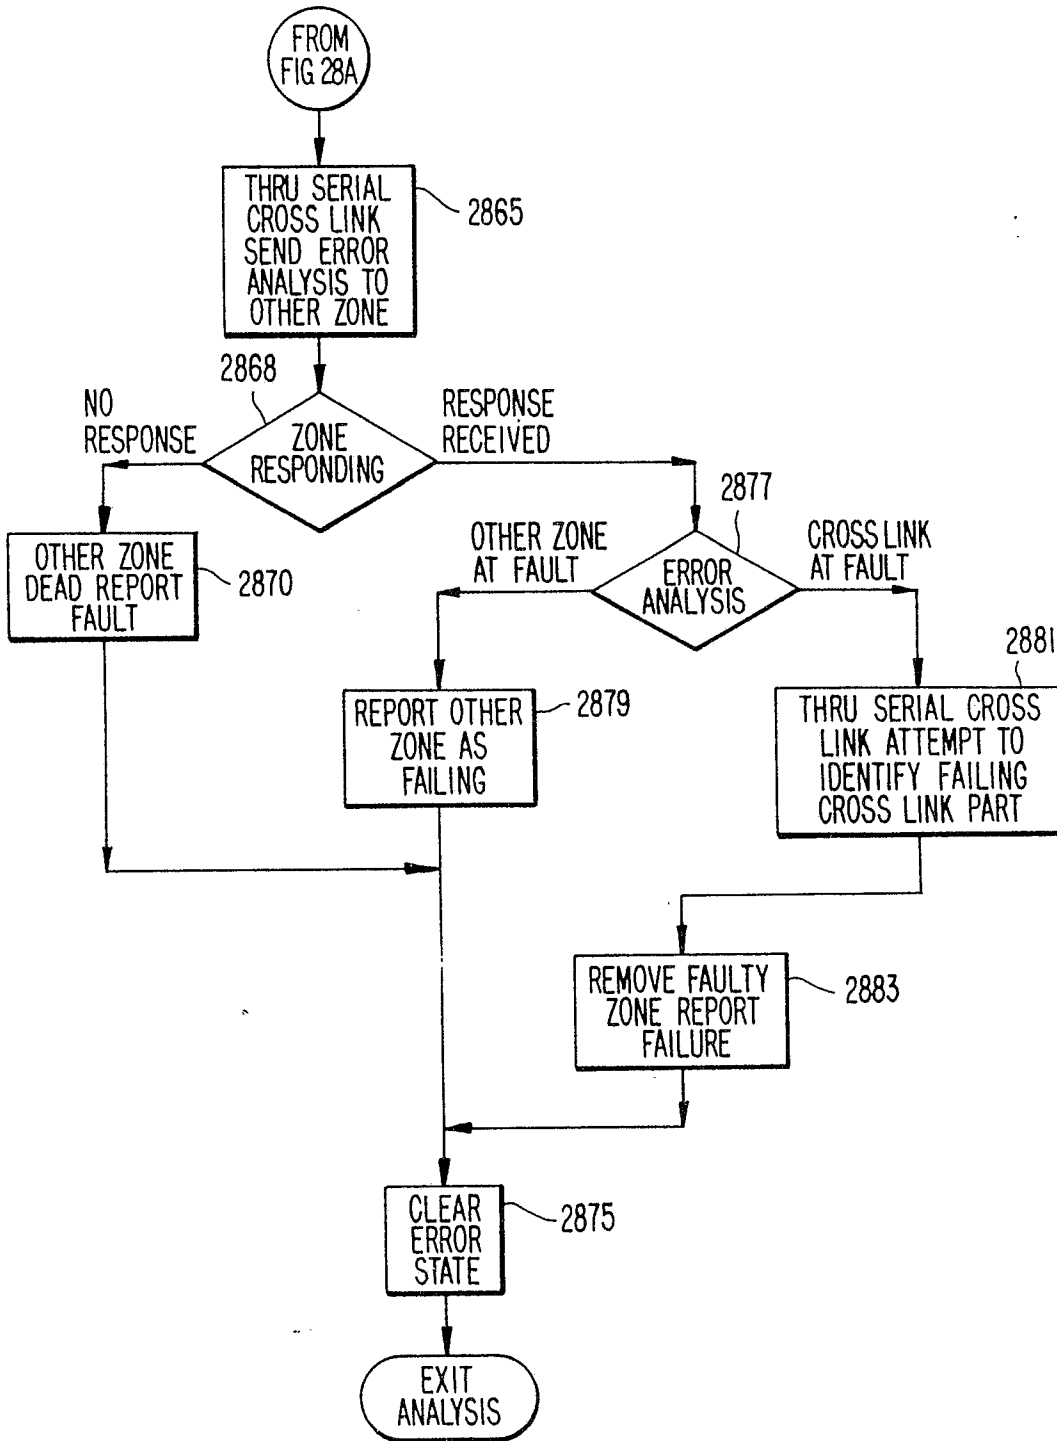 FROM
FIG 28A
THRU SERIAL
CROSS LINK
SEND ERROR
ANALYSIS TO
OTHER ZONE
2865
2868
NO
RESPONSE
ZONE
RESPONDING
RESPONSE
RECEIVED
2877
OTHER ZONE
AT FAULT
ERROR
ANALYSIS
CROSS LINK
AT FAULT
OTHER ZONE
DEAD REPORT
FAULT
2870
2881
REPORT OTHER
ZONE AS
FAILING
2879
THRU SERIAL CROSS
LINK ATTEMPT TO
IDENTIFY FAILING
CROSS LINK PART
REMOVE FAULTY
ZONE REPORT
FAILURE
2883
CLEAR
ERROR
STATE
2875
EXIT
ANALYSIS